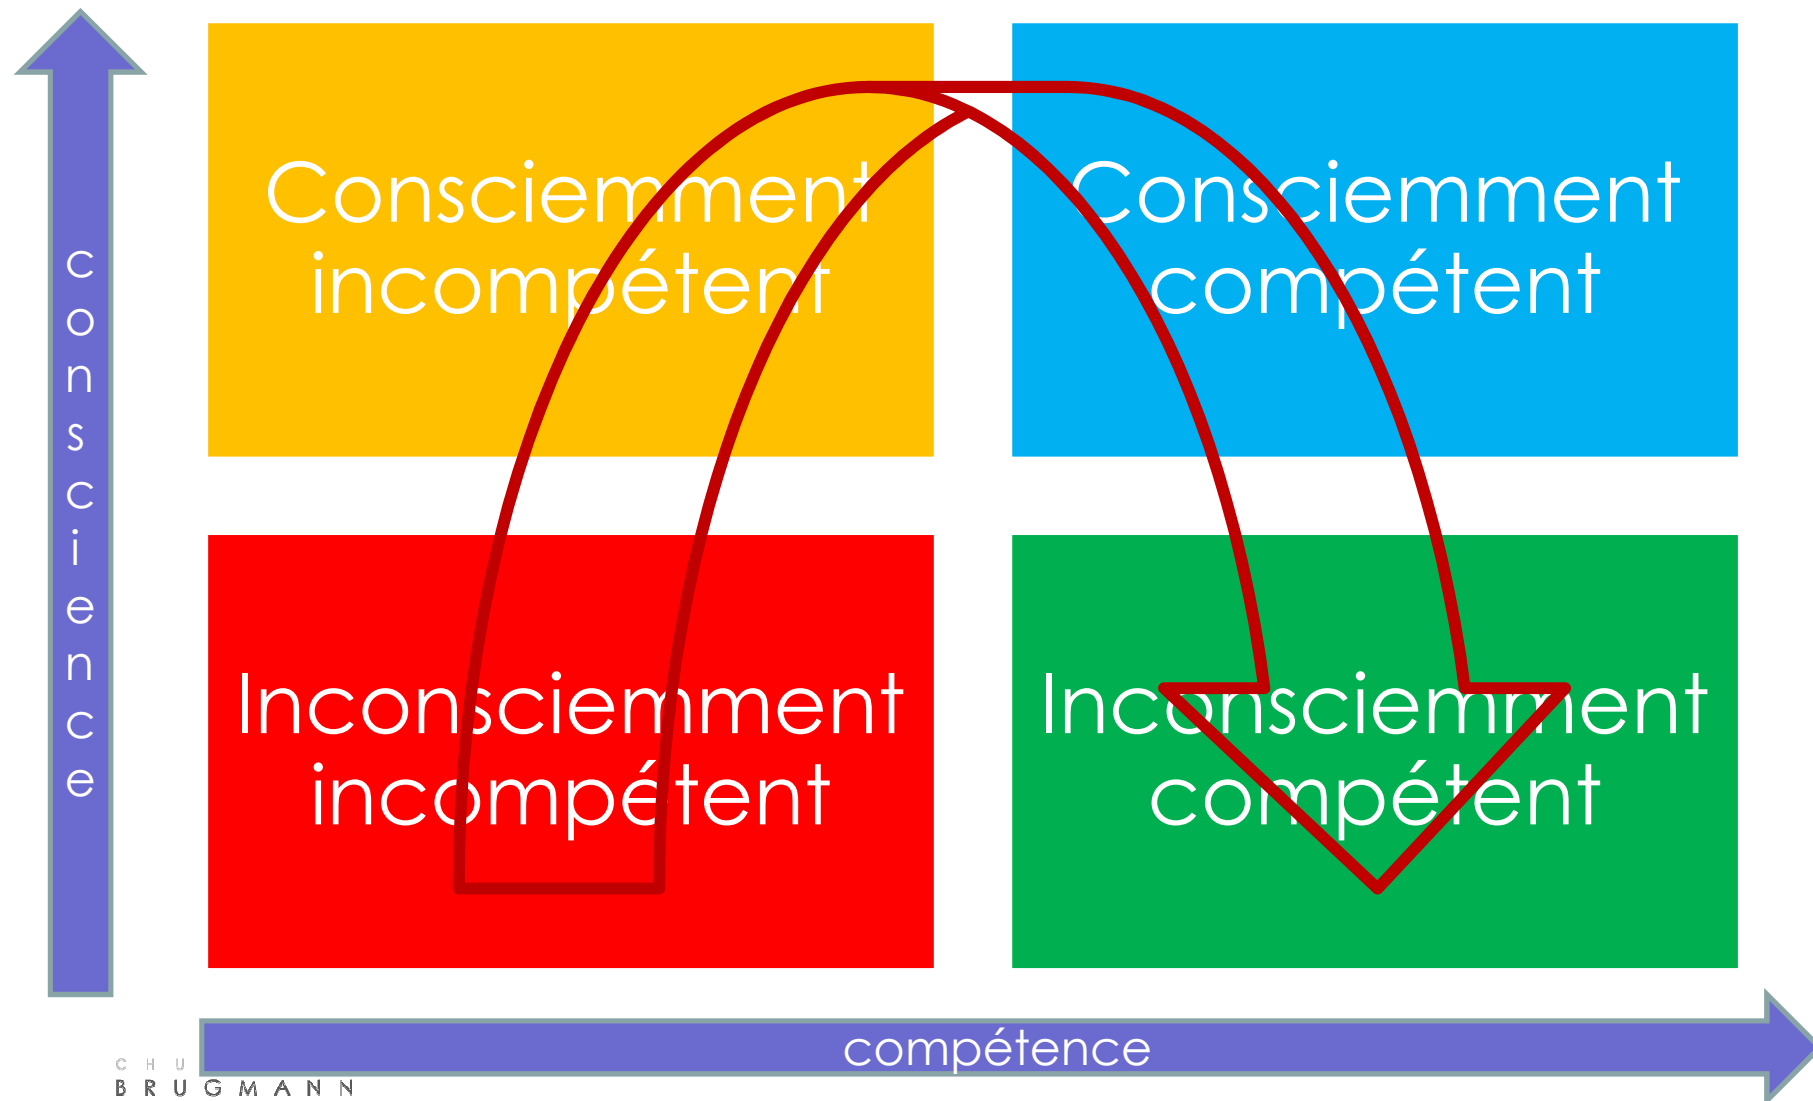 conscience
Consciemment
incompétent
Consciemment
compétent
Inconsciemment
incompétent
Inconsciemment
compétent
compétence
CHU
BRUGMANN